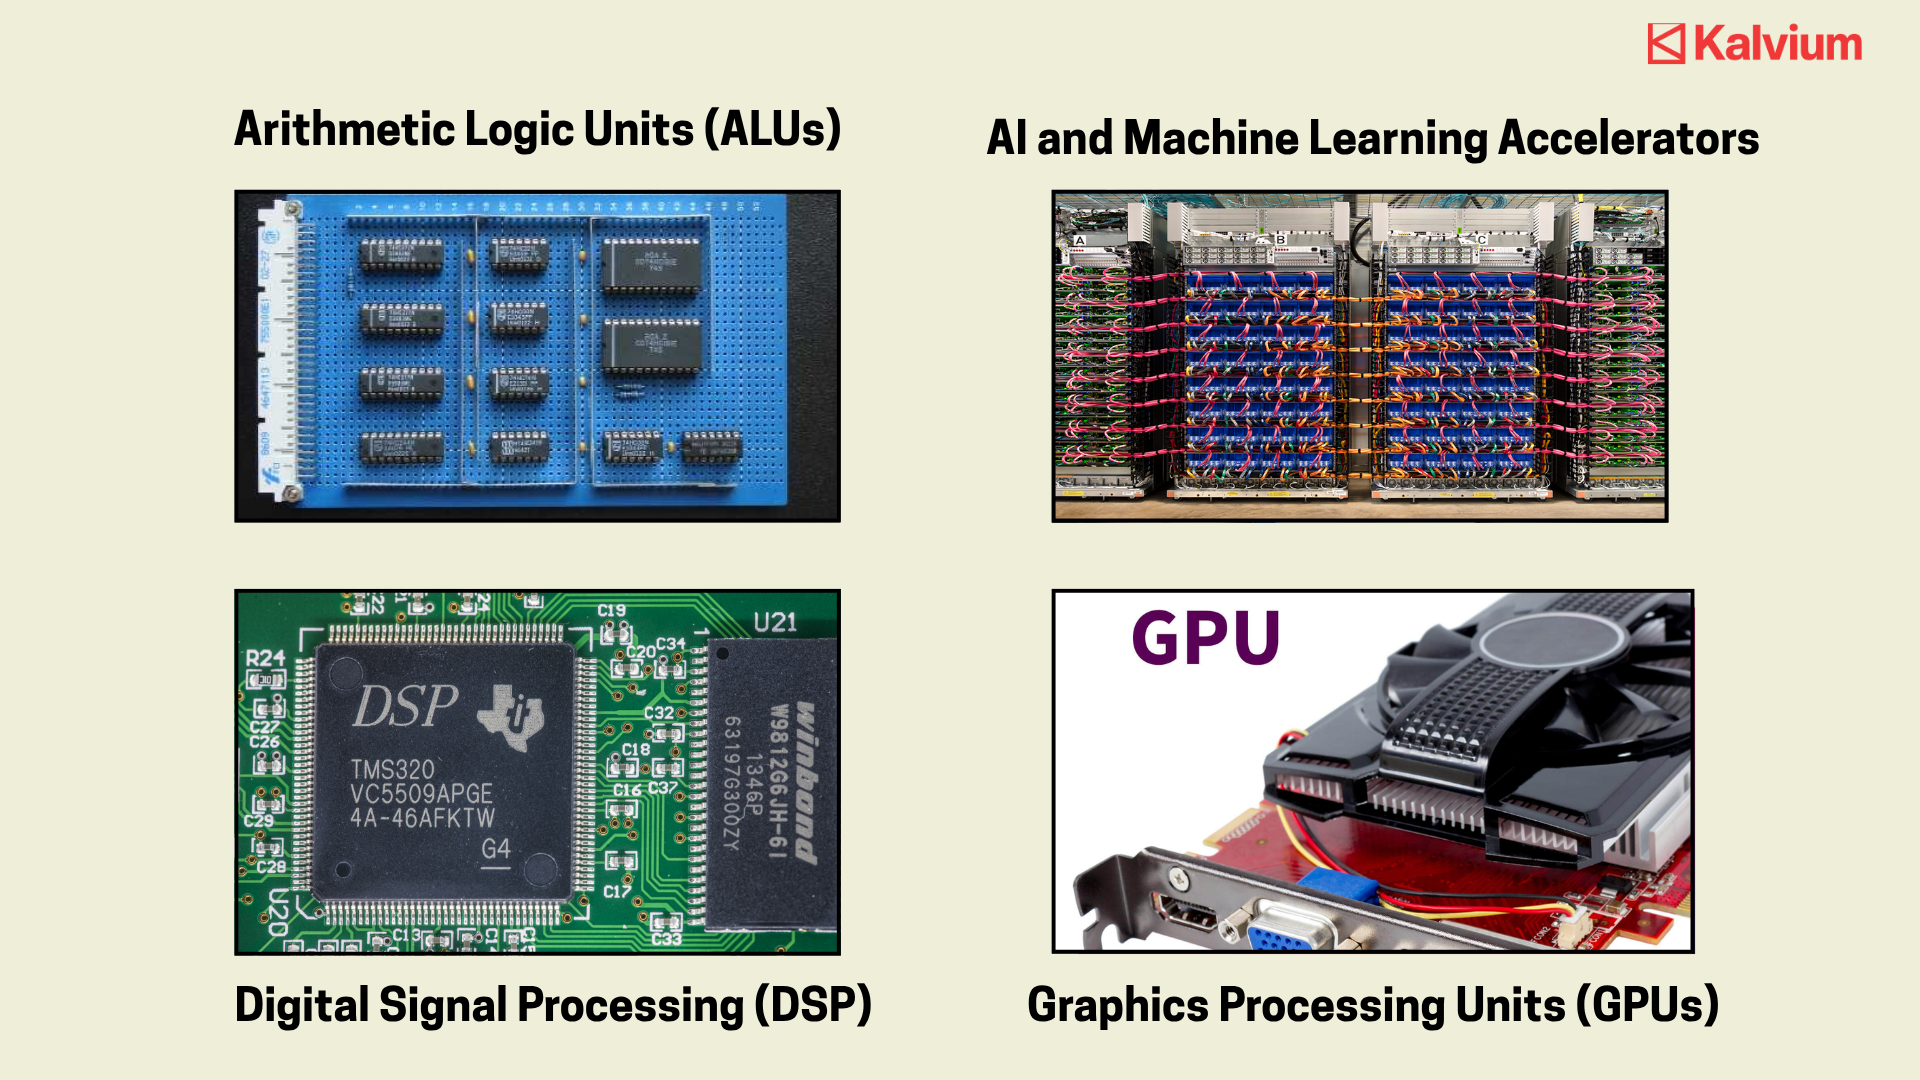 Kalvium
Arithmetic Logic Units (ALUs)
AI and Machine Learning Accelerators
A
B
C
DSP
TMS320
VC5509APGE
4A-46AFKTW
G4
R24
C27
C26
C29
C28
U20
C13
C19
C20
C34
C32
C18
C37
C16
C17
C33
U21
1
winbond
W9812G6JH-6I
1346P
63197G300ZY
GPU
Digital Signal Processing (DSP)
Graphics Processing Units (GPUs)